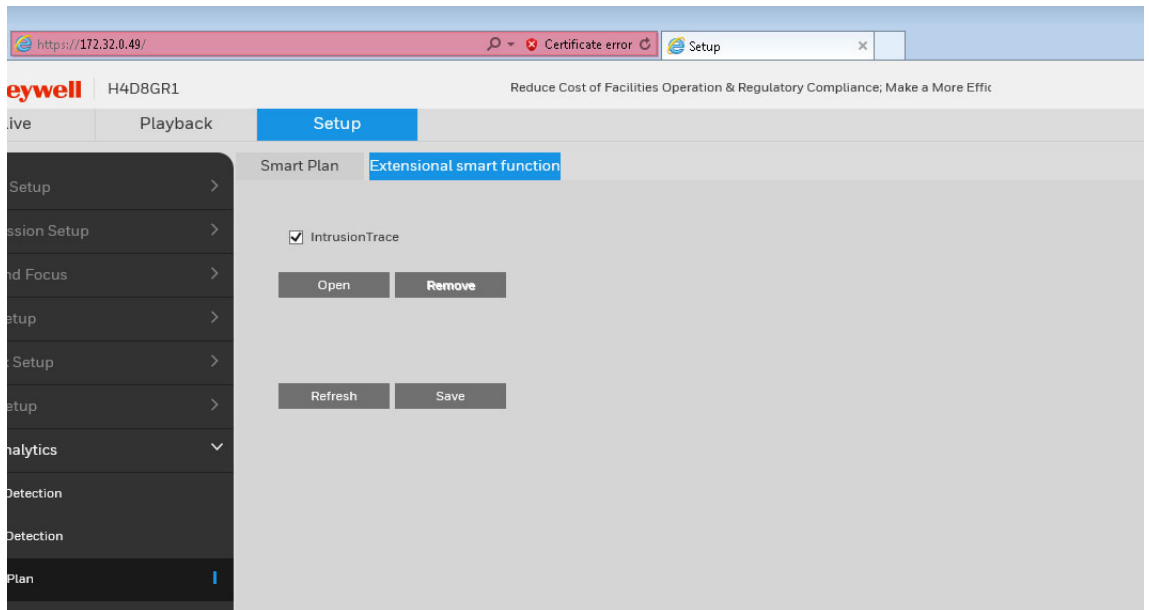 https://172.32.0.49/ Certificate error Setup
eywell H4D8GR1 Reduce Cost of Facilities Operation & Regulatory Compliance; Make a More Effic
ive Playback Setup
Smart Plan Extensional smart function
Setup
ssion Setup
IntrusionTrace
nd Focus
Open Remove
etup
Setup
Refresh Save
etup
nalytics
Detection
Detection
Plan